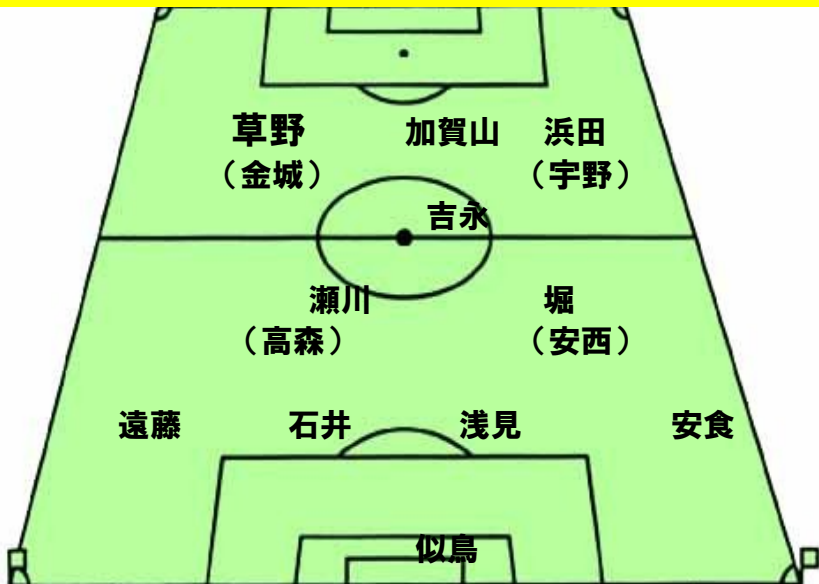 草野 加賀山 浜田
（金城） （宇野）
吉永
瀬川 堀
（高森） （安西）
遠藤 石井 浅見 安食
似鳥